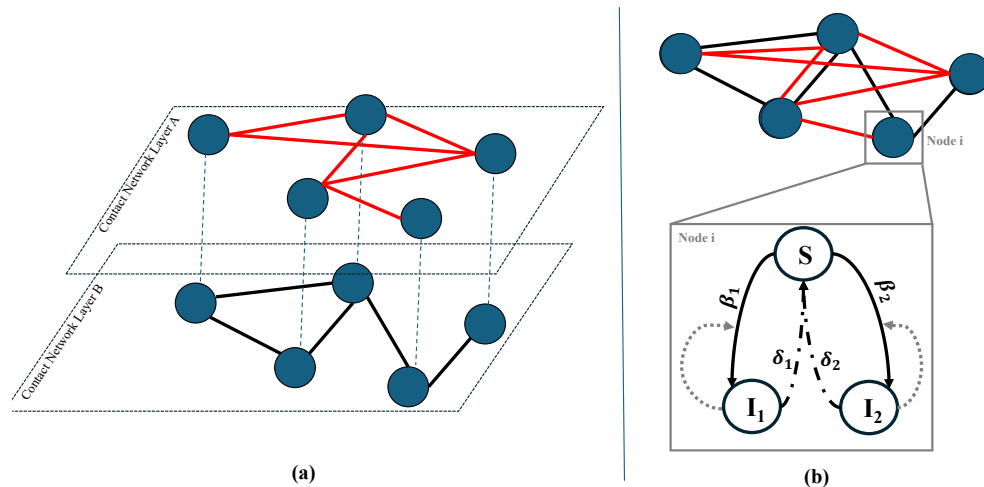 Contact Network Layer A
Contact Network Layer B
(a)
Node i
Node i
S
β₁
β₂
δ₁
δ₂
I₁
I₂
(b)